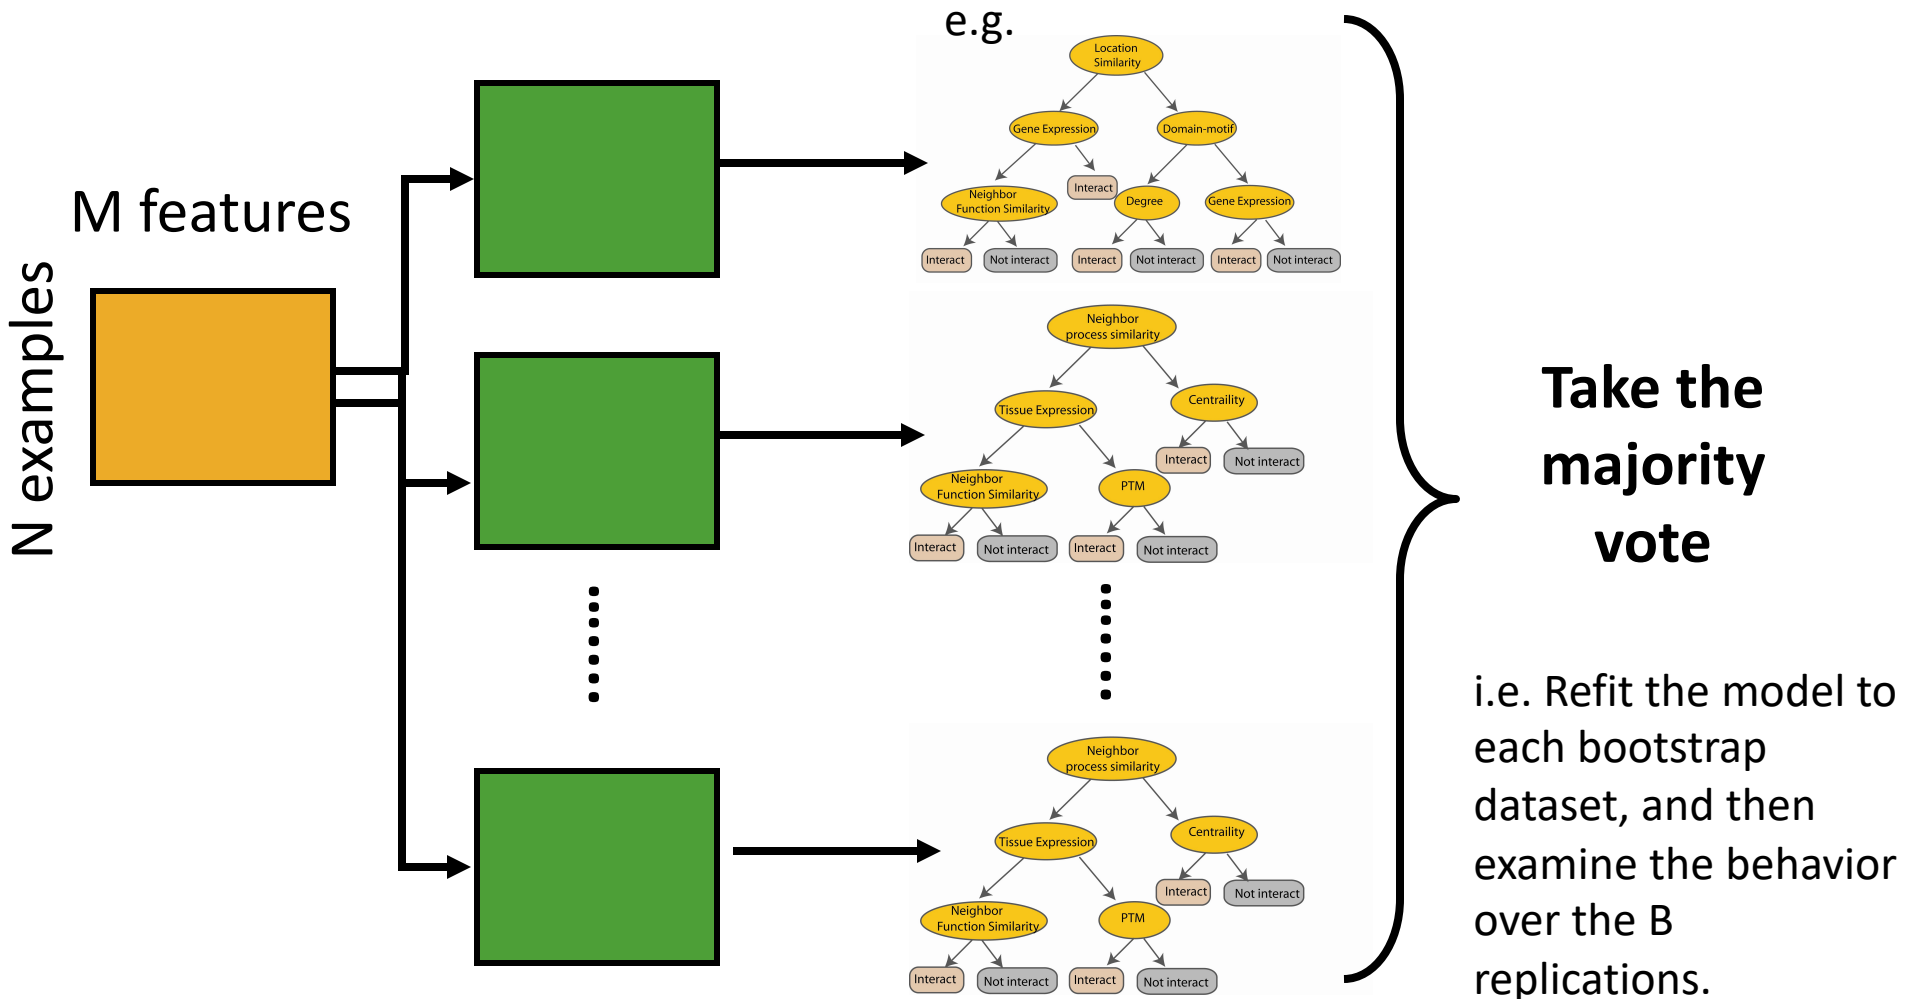 M features
N examples
e.g.
Location
Similarity
Gene Expression
Domain-motif
Interact
Neighbor
Function Similarity
Degree
Gene Expression
Interact
Not interact
Interact
Not interact
Interact
Not interact
Neighbor
process similarity
Tissue Expression
Centraility
Interact
Not interact
Neighbor
Function Similarity
PTM
Interact
Not interact
Interact
Not interact
Neighbor
process similarity
Tissue Expression
Centraility
Interact
Not interact
Neighbor
Function Similarity
PTM
Interact
Not interact
Interact
Not interact
Take the
majority
vote
i.e. Refit the model to
each bootstrap
dataset, and then
examine the behavior
over the B
replications.